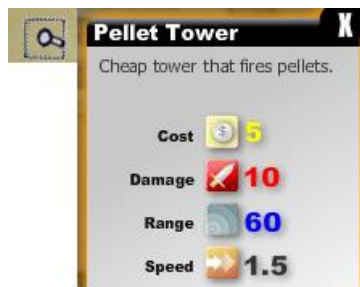 Pellet Tower X
Cheap tower that fires pellets.
Cost $ 5
Damage 10
Range 60
Speed 1.5